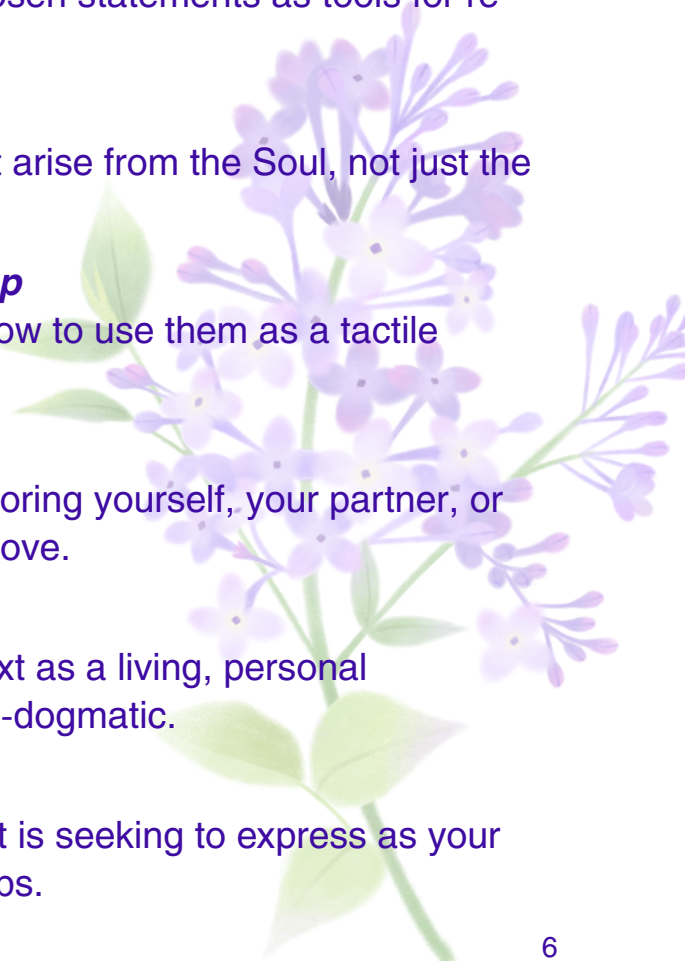 osen statements as tools for re
t arise from the Soul, not just the
p
ow to use them as a tactile
oring yourself, your partner, or
ove.
xt as a living, personal
-dogmatic.
t is seeking to express as your
ps.
6